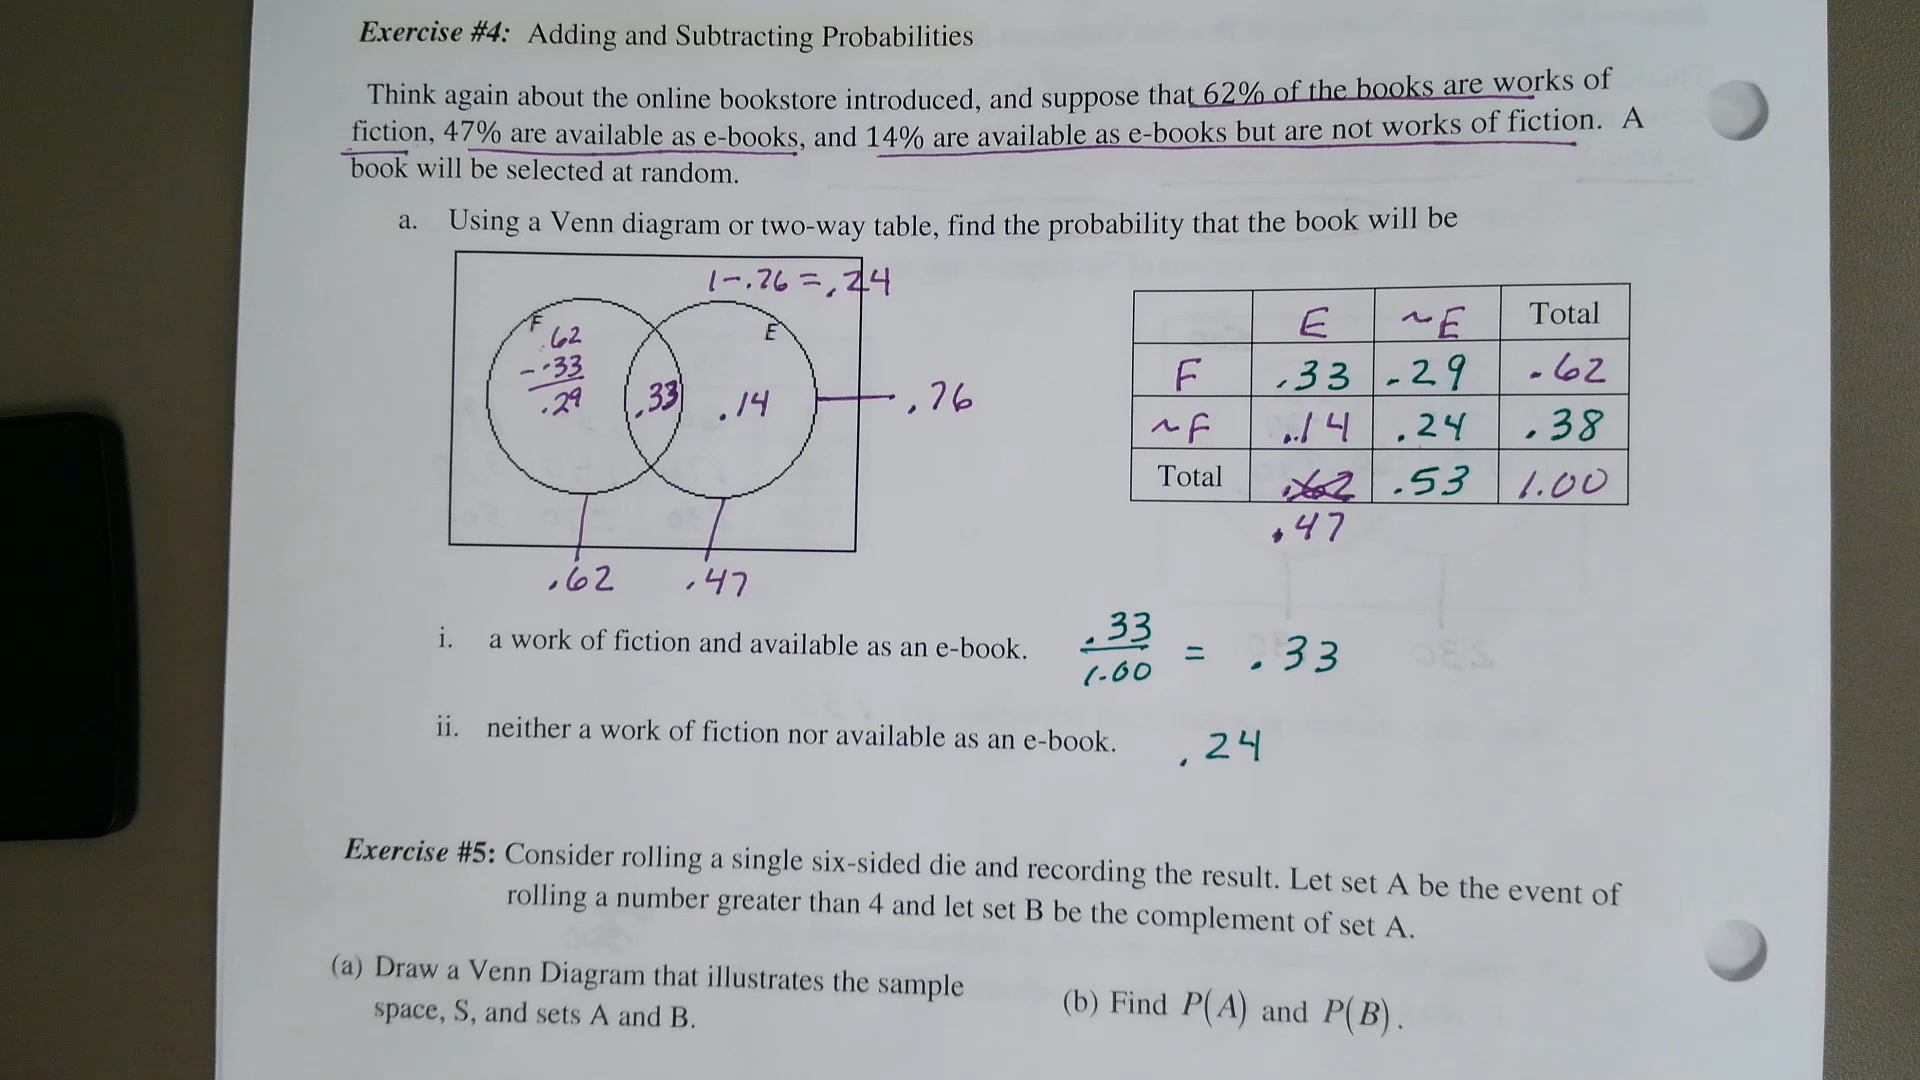 Exercise #4: Adding and Subtracting Probabilities
Think again about the online bookstore introduced, and suppose that 62% of the books are works of
fiction, 47% are available as e-books, and 14% are available as e-books but are not works of fiction. A
book will be selected at random.
a. Using a Venn diagram or two-way table, find the probability that the book will be
1-.76=.24
F
E
.62
-.33
.29
.33
.14
.76
.62 .47
E ~E Total
F .33 .29 .62
~F .14 .24 .38
Total .62 .53 1.00
.47
i. a work of fiction and available as an e-book. .33/1.00 = .33
ii. neither a work of fiction nor available as an e-book. .24
Exercise #5: Consider rolling a single six-sided die and recording the result. Let set A be the event of
rolling a number greater than 4 and let set B be the complement of set A.
(a) Draw a Venn Diagram that illustrates the sample
space, S, and sets A and B.
(b) Find P(A) and P(B).